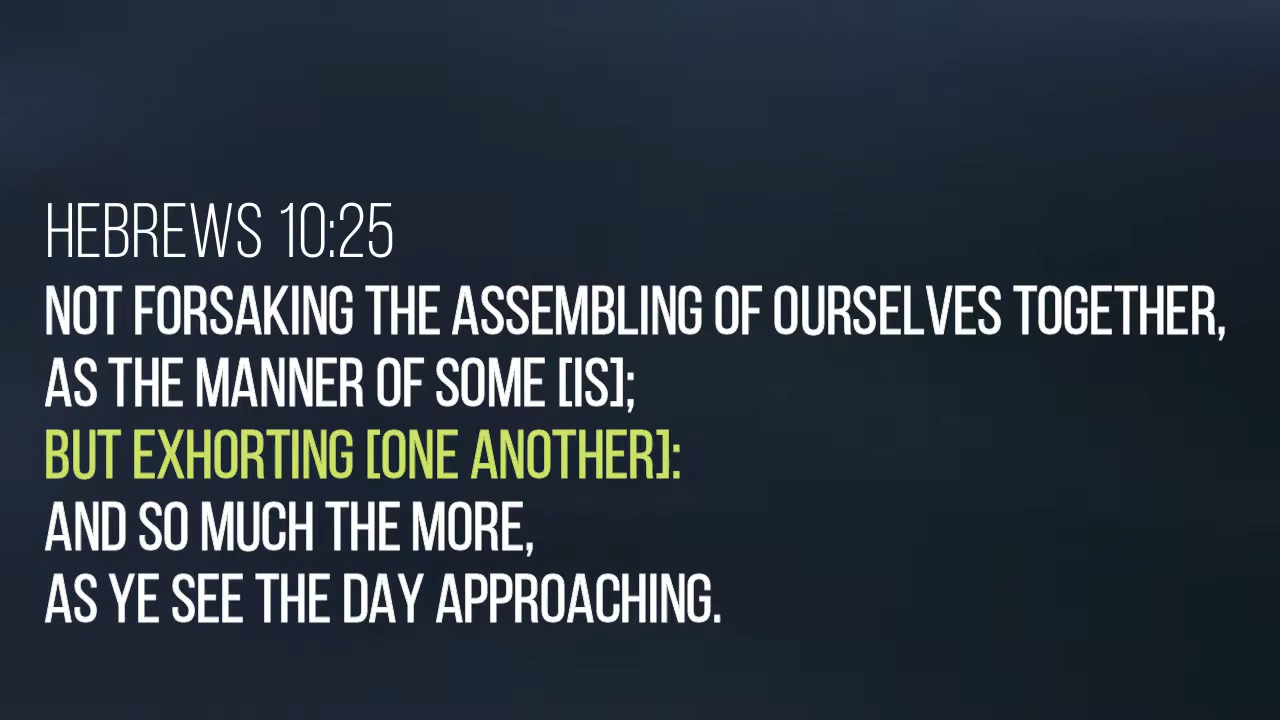 HEBREWS 10:25
NOT FORSAKING THE ASSEMBLING OF OURSELVES TOGETHER,
AS THE MANNER OF SOME [IS];
BUT EXHORTING [ONE ANOTHER]:
AND SO MUCH THE MORE,
AS YE SEE THE DAY APPROACHING.